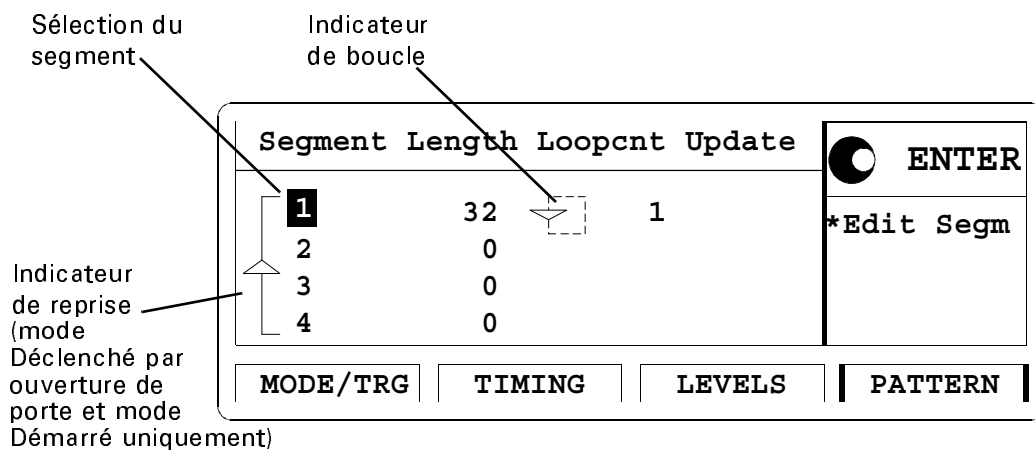 Sélection du
segment
Indicateur
de boucle
Segment Length Loopcnt Update
ENTER
1 32 1
*Edit Segm
2 0
3 0
4 0
Indicateur
de reprise
(mode
Déclenché par
ouverture de
porte et mode
Démarré uniquement)
MODE/TRG TIMING LEVELS PATTERN